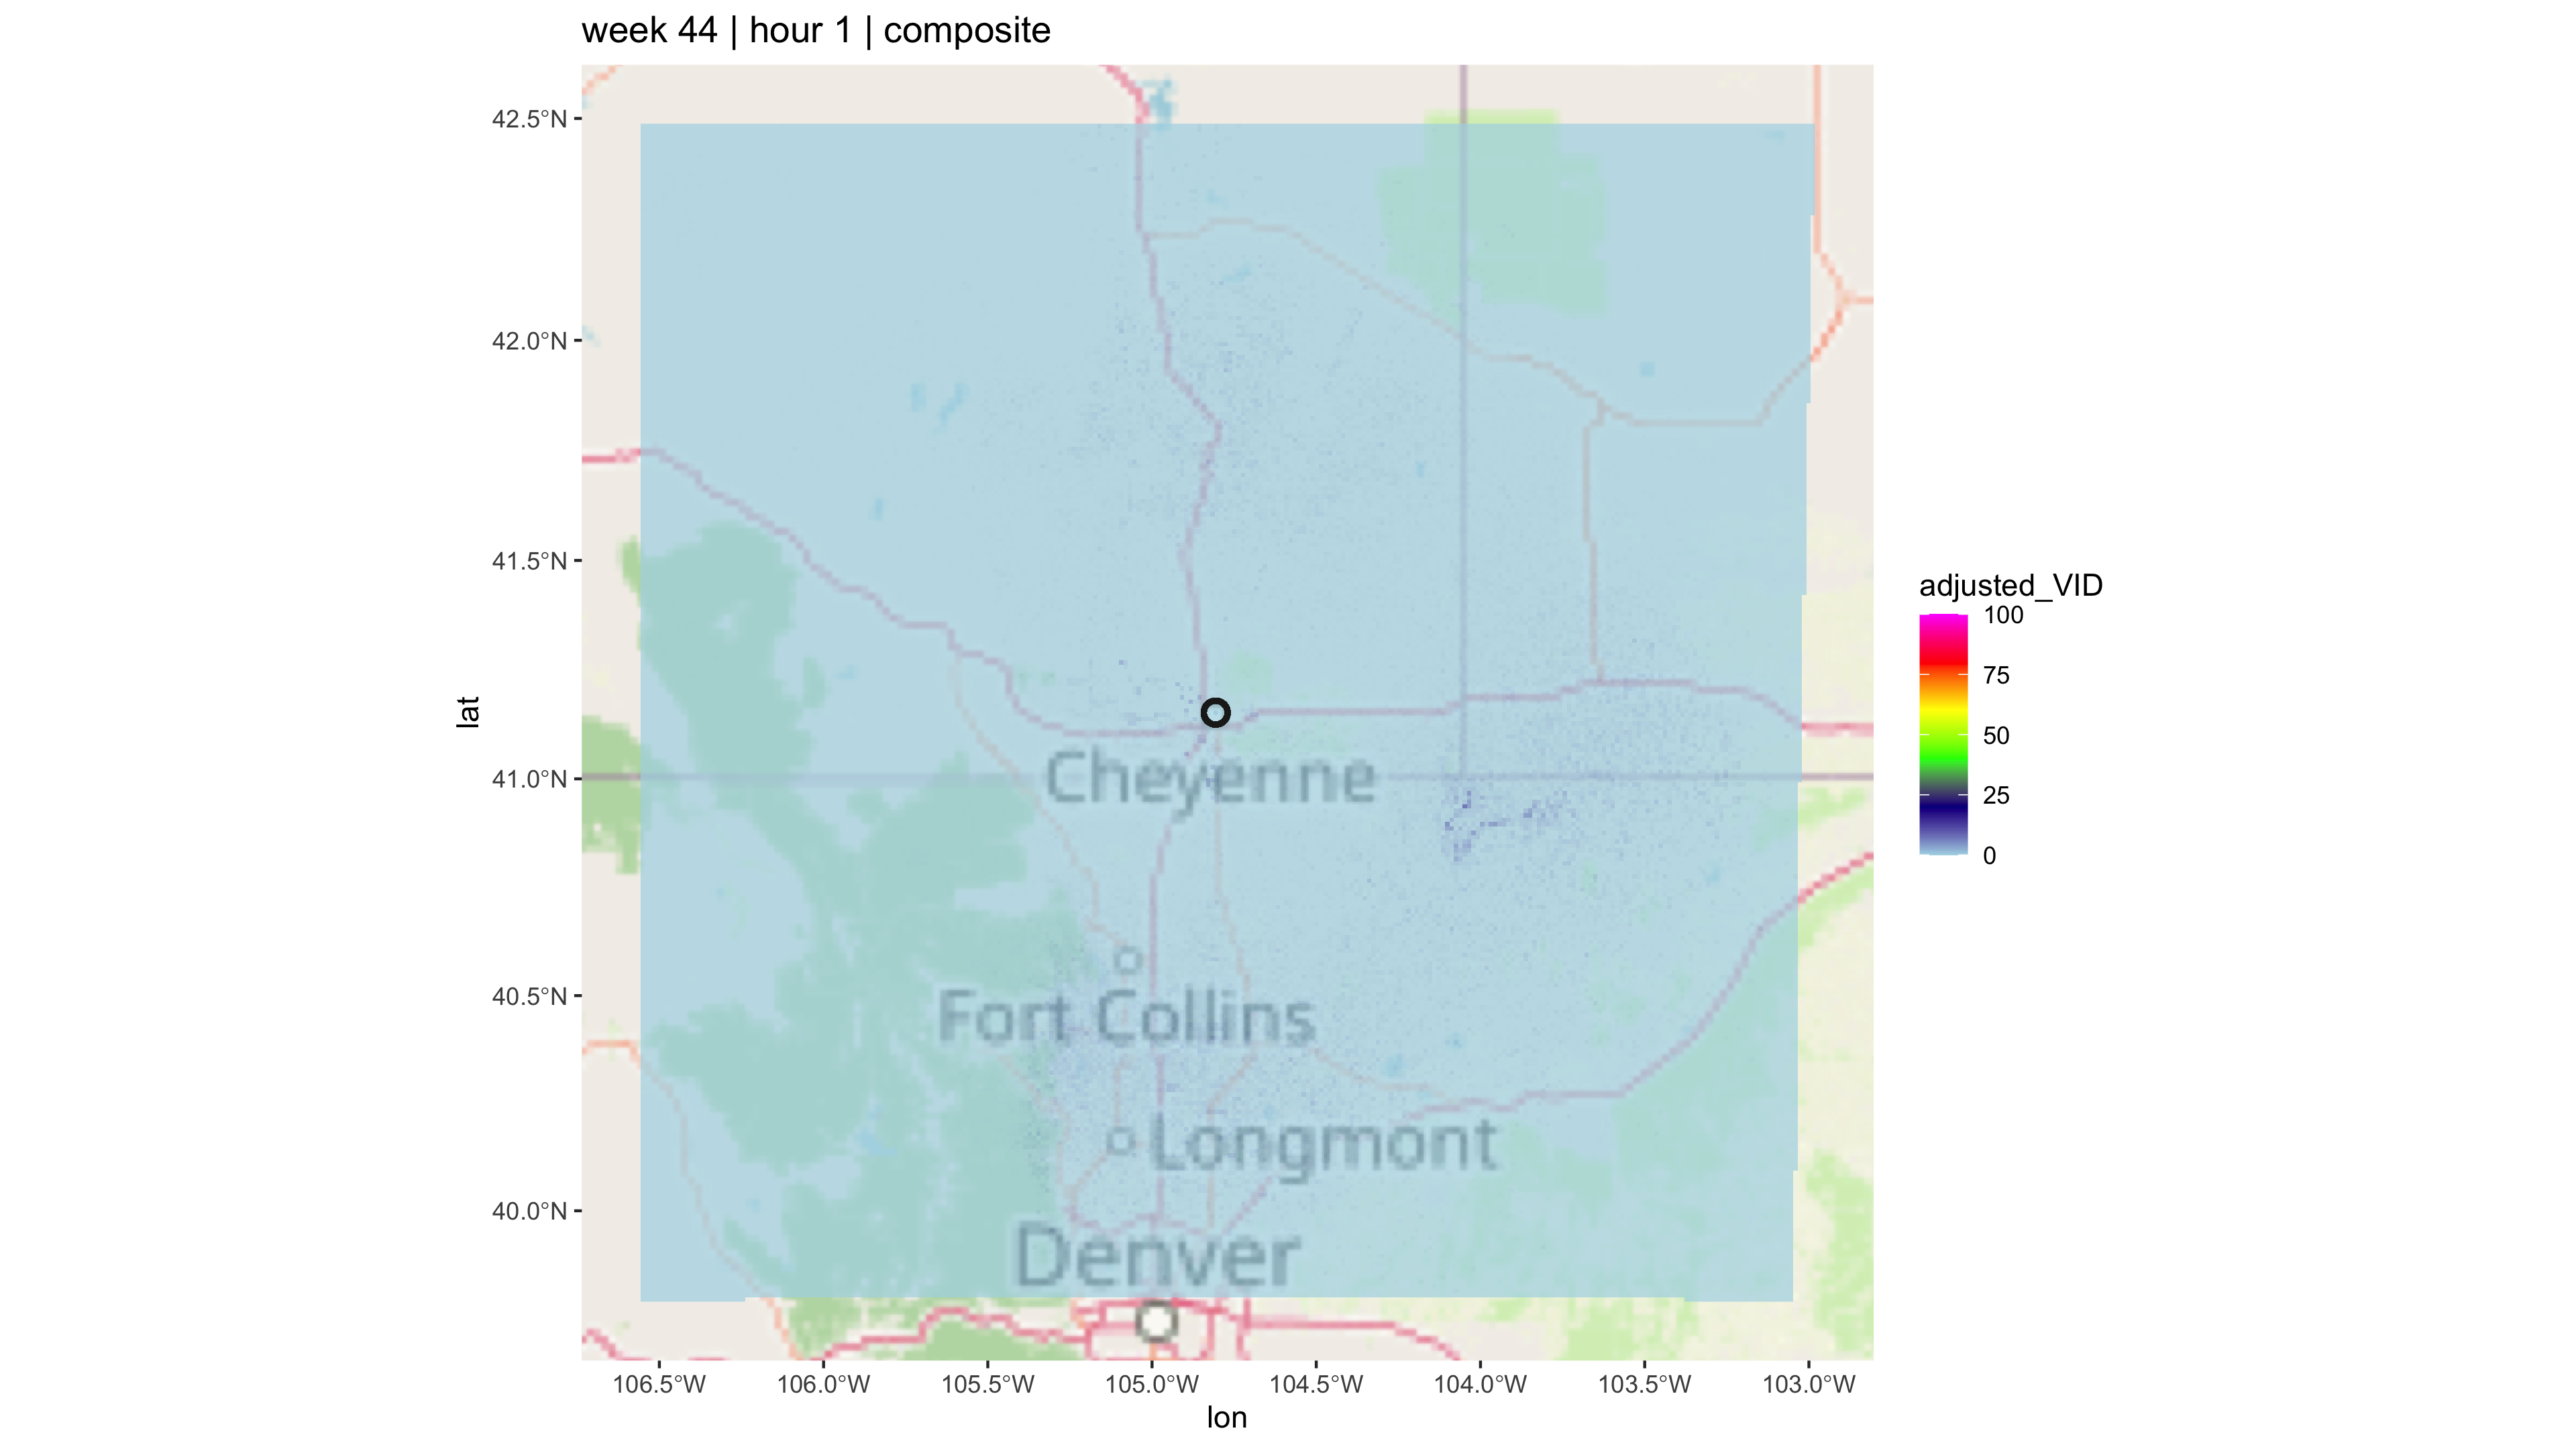 week 44 | hour 1 | composite
42.5°N
42.0°N
41.5°N
41.0°N
40.5°N
40.0°N
lat
Cheyenne
Fort Collins
Longmont
Denver
106.5°W
106.0°W
105.5°W
105.0°W
104.5°W
104.0°W
103.5°W
103.0°W
lon
adjusted_VID
100
75
50
25
0